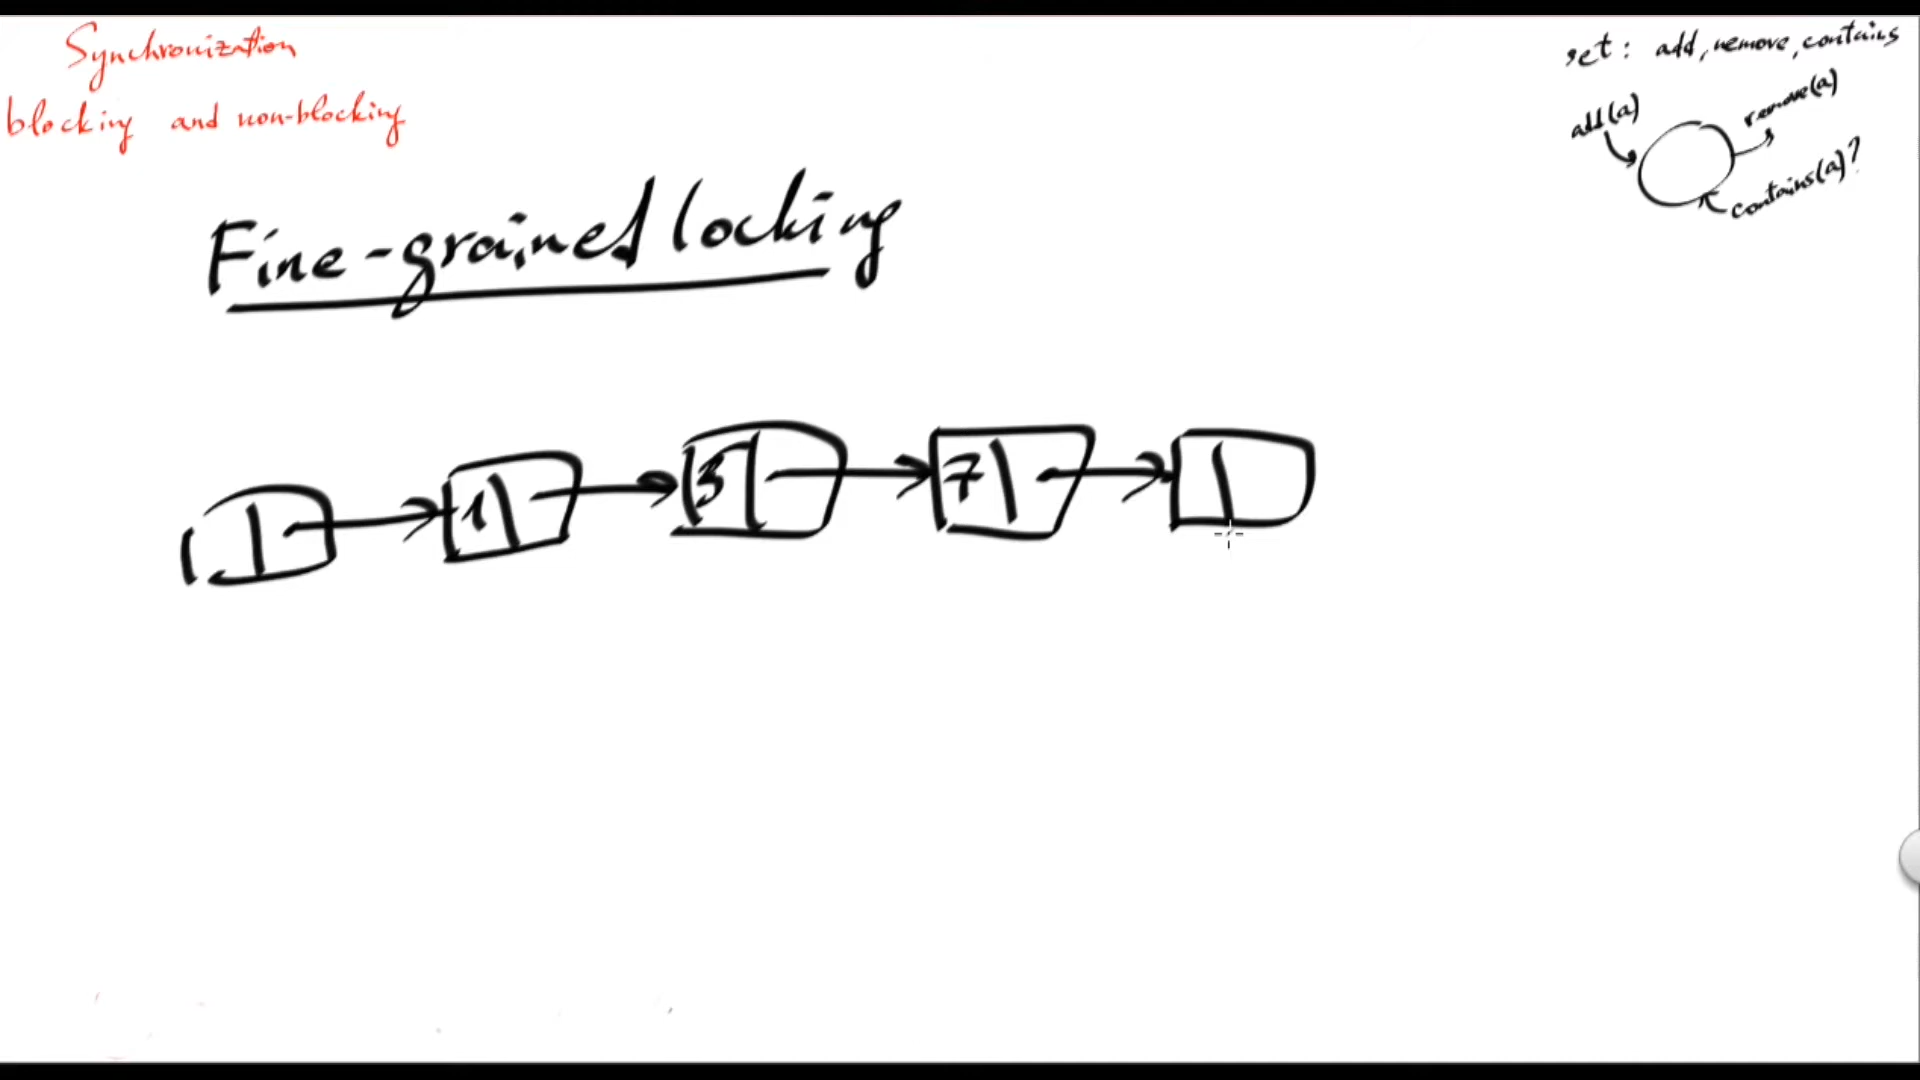 Synchronization
blocking and non-blocking
set: add, remove, contains
add(a)
remove(a)
contains(a)?
Fine-grained locking
1 3 7